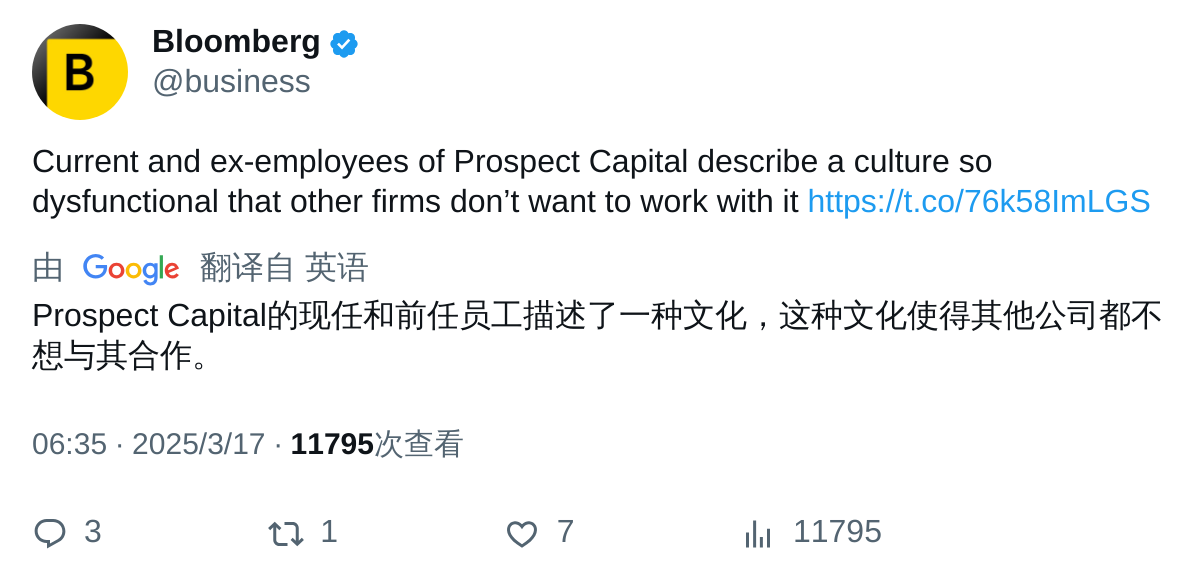 B
Bloomberg
@business
Current and ex-employees of Prospect Capital describe a culture so
dysfunctional that other firms don’t want to work with it https://t.co/76k58ImLGS
由 Google 翻译自 英语
Prospect Capital的现任和前任员工描述了一种文化，这种文化使得其他公司都不
想与其合作。
06:35 · 2025/3/17 · 11795次查看
3 1 7 11795